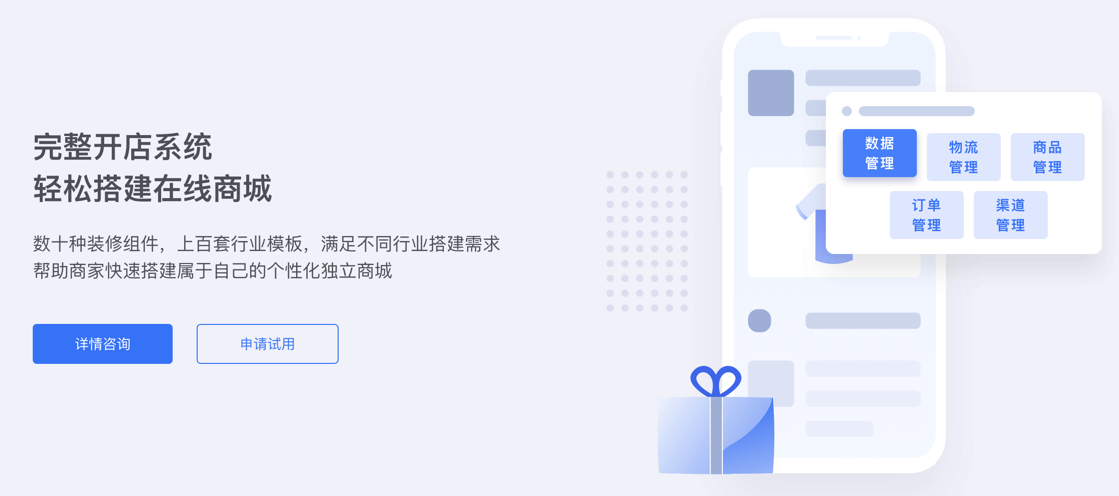 完整开店系统
轻松搭建在线商城
数十种装修组件，上百套行业模板，满足不同行业搭建需求
帮助商家快速搭建属于自己的个性化独立商城
详情咨询
申请试用
数据
管理
物流
管理
商品
管理
订单
管理
渠道
管理